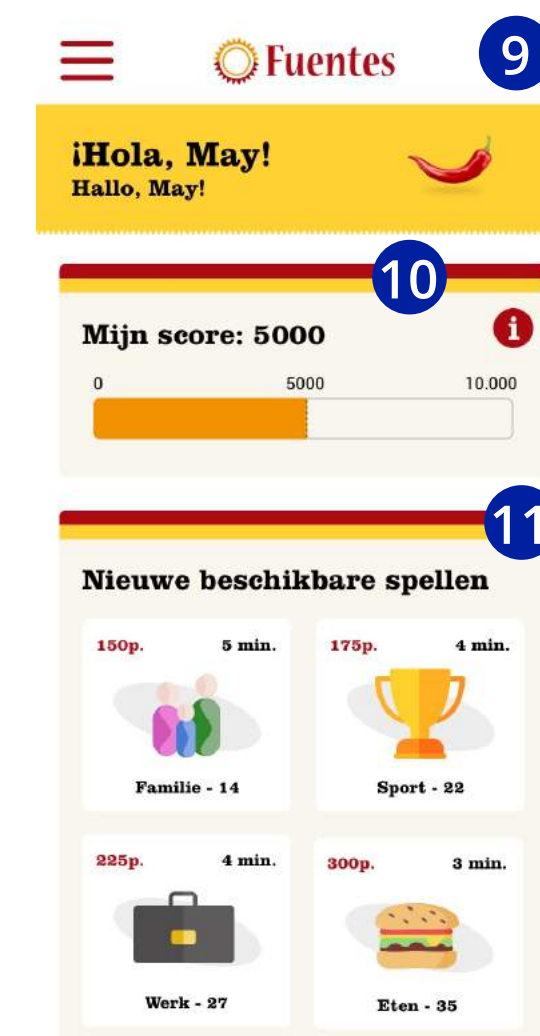 Fuentes
9
¡Hola, May!
Hallo, May!
10
Mijn score: 5000
i
0 5000 10.000
11
Nieuwe beschikbare spellen
150p. 5 min.
Familie - 14
175p. 4 min.
Sport - 22
225p. 4 min.
Werk - 27
300p. 3 min.
Eten - 35